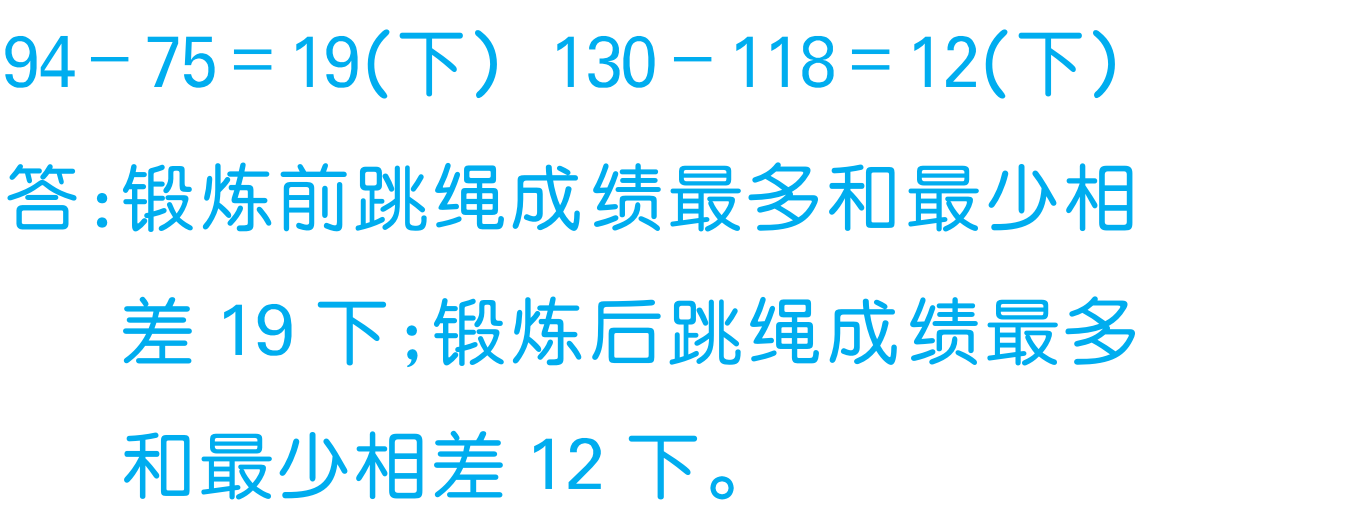 94－75＝19(下) 130－118＝12(下)
答:锻炼前跳绳成绩最多和最少相
差 19 下;锻炼后跳绳成绩最多
和最少相差 12 下。